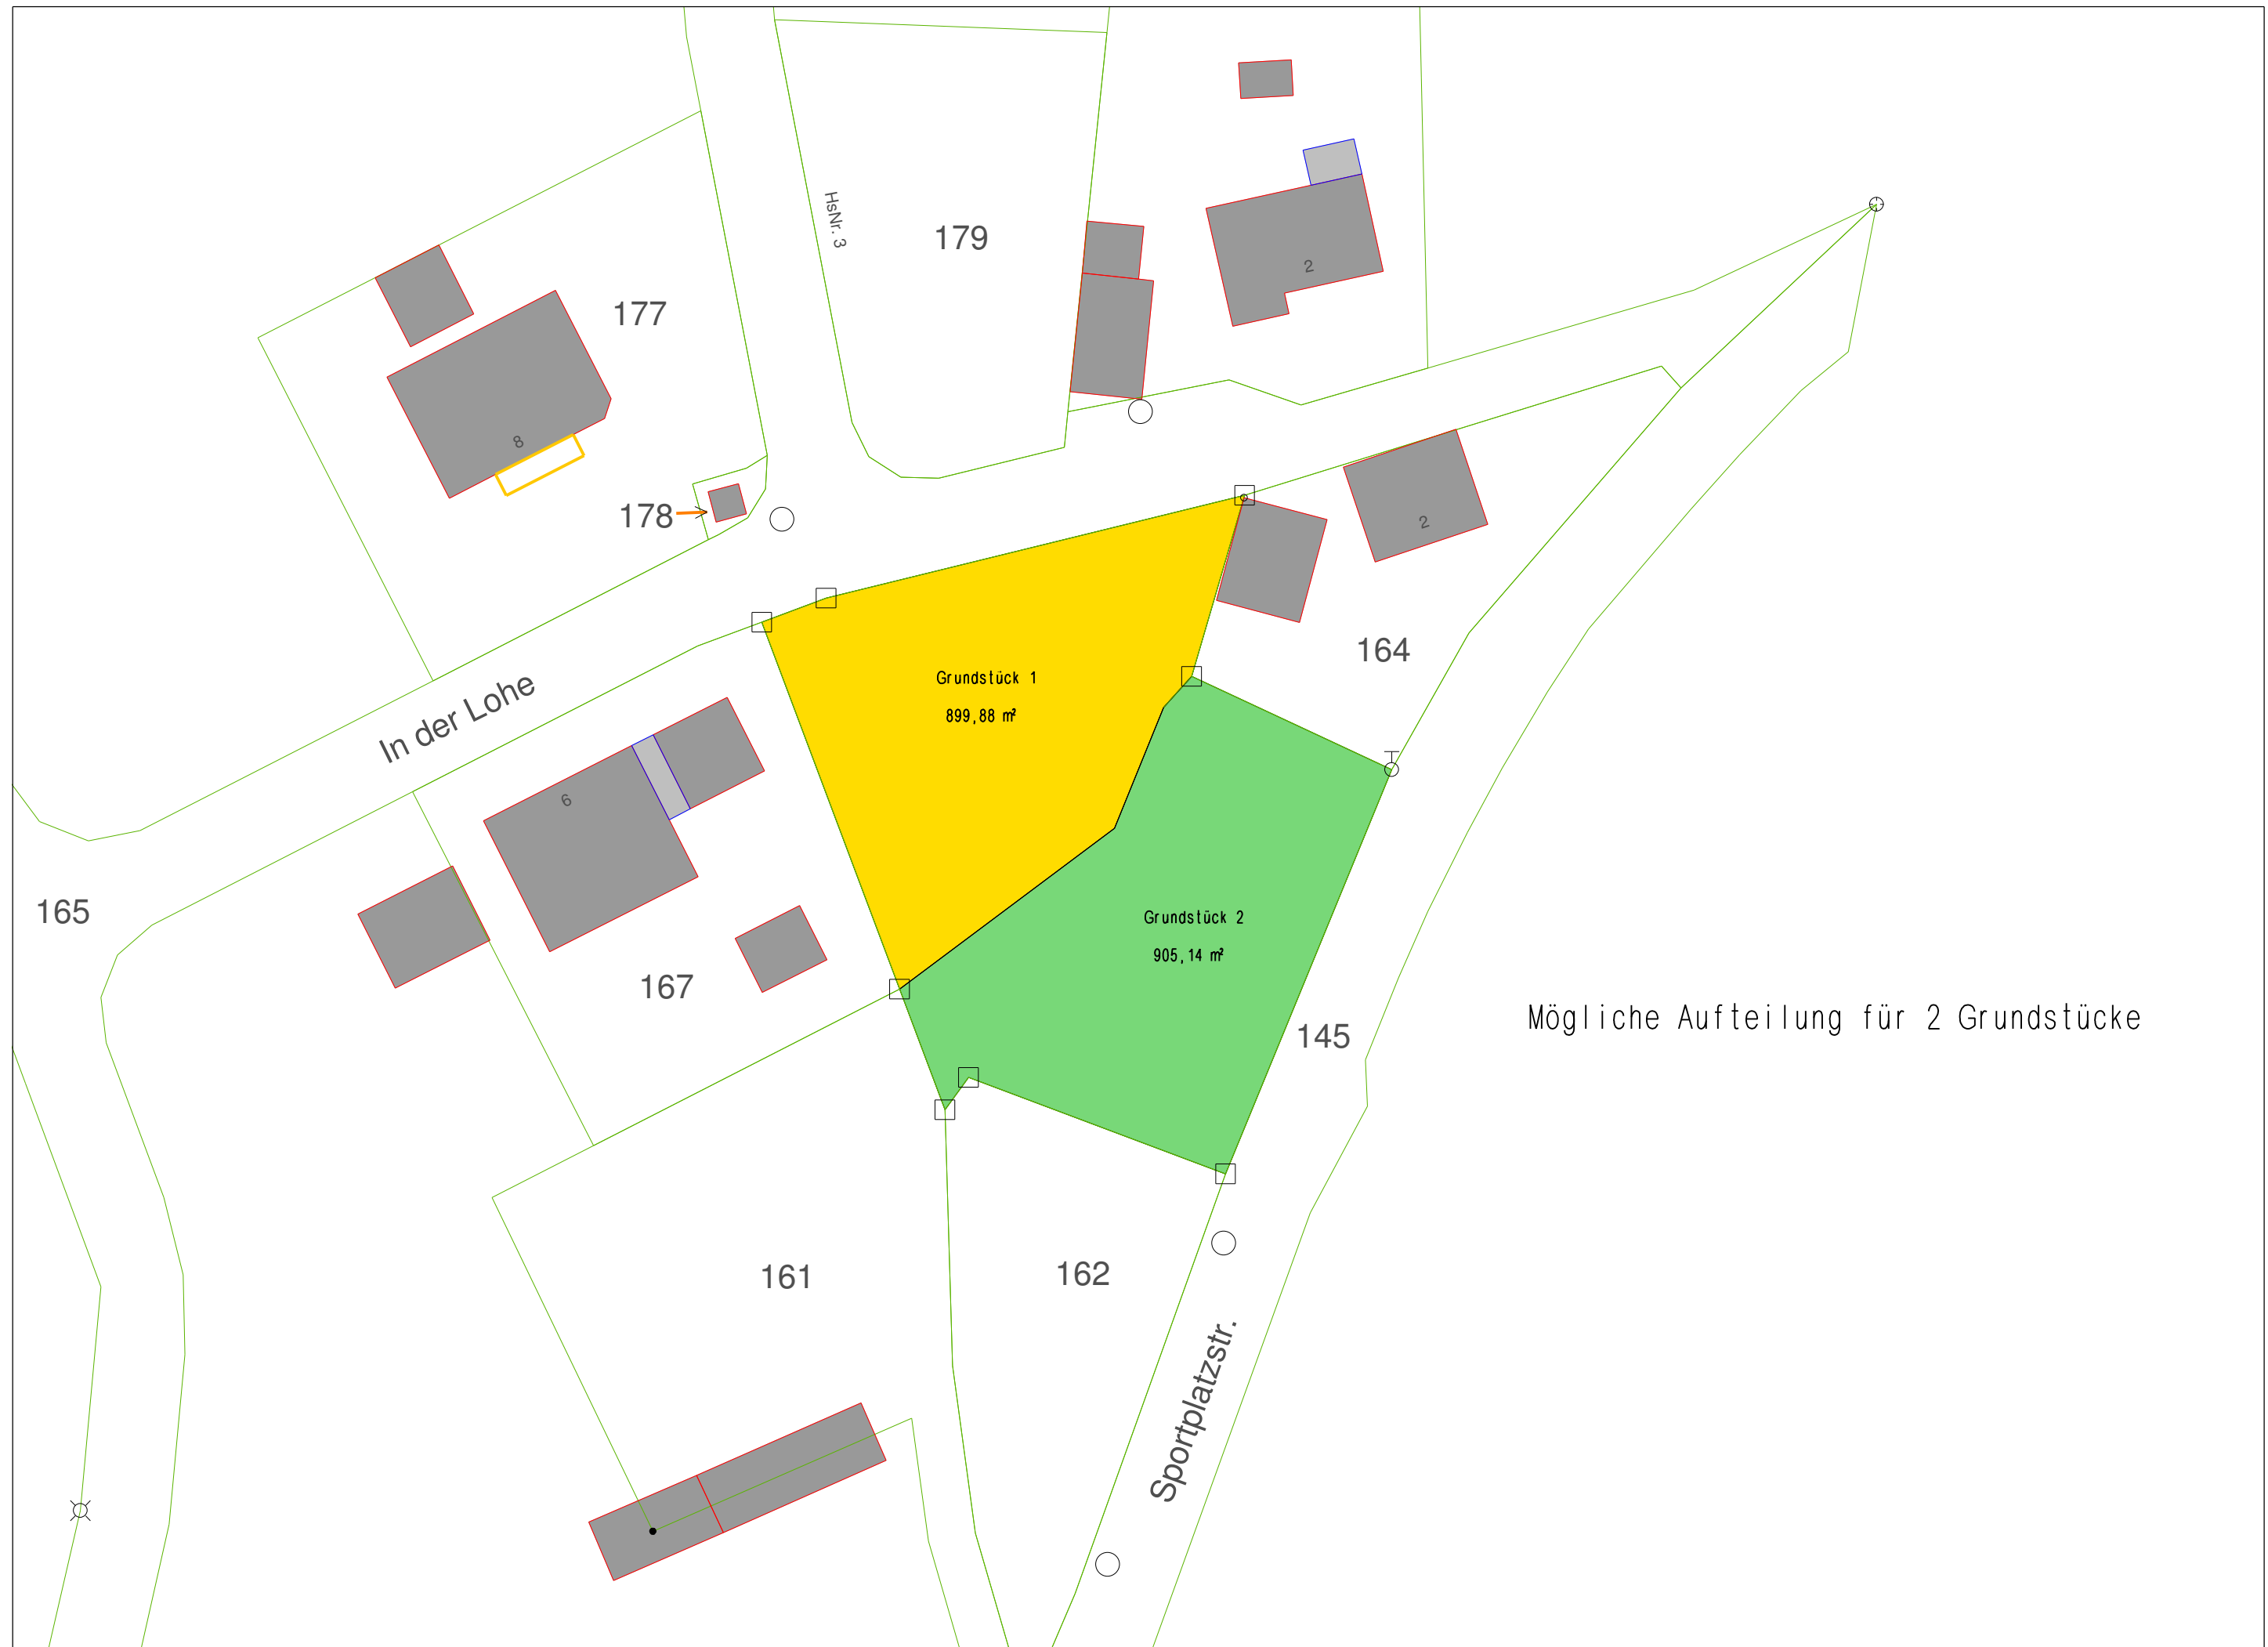 HsNr. 3
179
2
177
8
178
2
164
Grundstück 1
899,88 m²
In der Lohe
6
165
Grundstück 2
905,14 m²
167
145
Mögliche Aufteilung für 2 Grundstücke
161
162
Sportplatzstr.